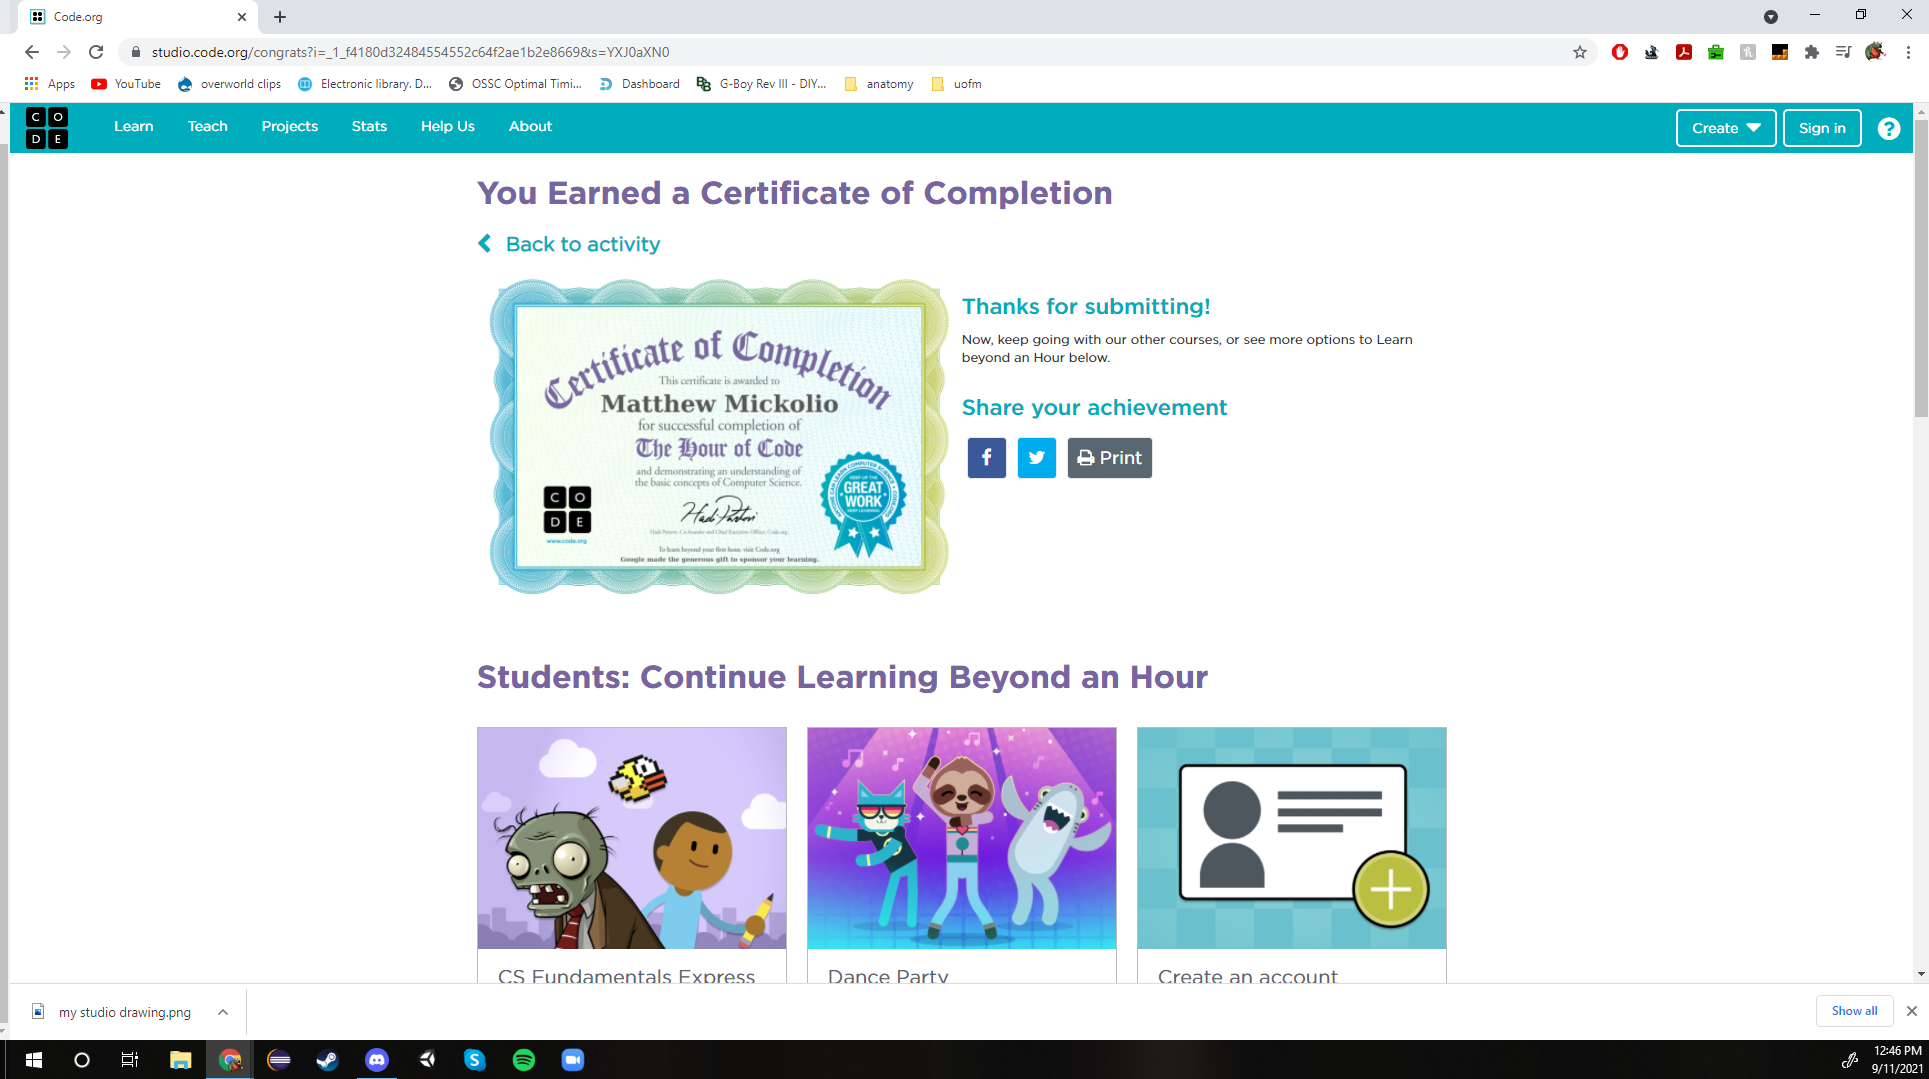 Code.org
studio.code.org/congrats?i=_1_f4180d32484554552c64f2ae1b2e8669&s=YXJ0aXN0
Apps YouTube overworld clips Electronic library. D... OSSC Optimal Timi... Dashboard G-Boy Rev III - DIY... anatomy uofm
C O D E
Learn Teach Projects Stats Help Us About Create Sign in ?
You Earned a Certificate of Completion
Back to activity
Certificate of Completion
This certificate is awarded to
Matthew Mickolio
for successful completion of
The Hour of Code
and demonstrating an understanding of
the basic concepts of Computer Science.
C O
D E
www.code.org
Hadi Partovi
Hadi Partovi, Co-founder and Chief Executive Officer, Code.org
To learn beyond your first hour, visit Code.org
Google made the generous gift to sponsor your learning.
KEEP UP THE
GREAT
WORK
KEEP LEARNING
Thanks for submitting!
Now, keep going with our other courses, or see more options to Learn
beyond an Hour below.
Share your achievement
f Print
Students: Continue Learning Beyond an Hour
CS Fundamentals Express
Dance Party
Create an account
my studio drawing.png
Show all
12:46 PM
9/11/2021